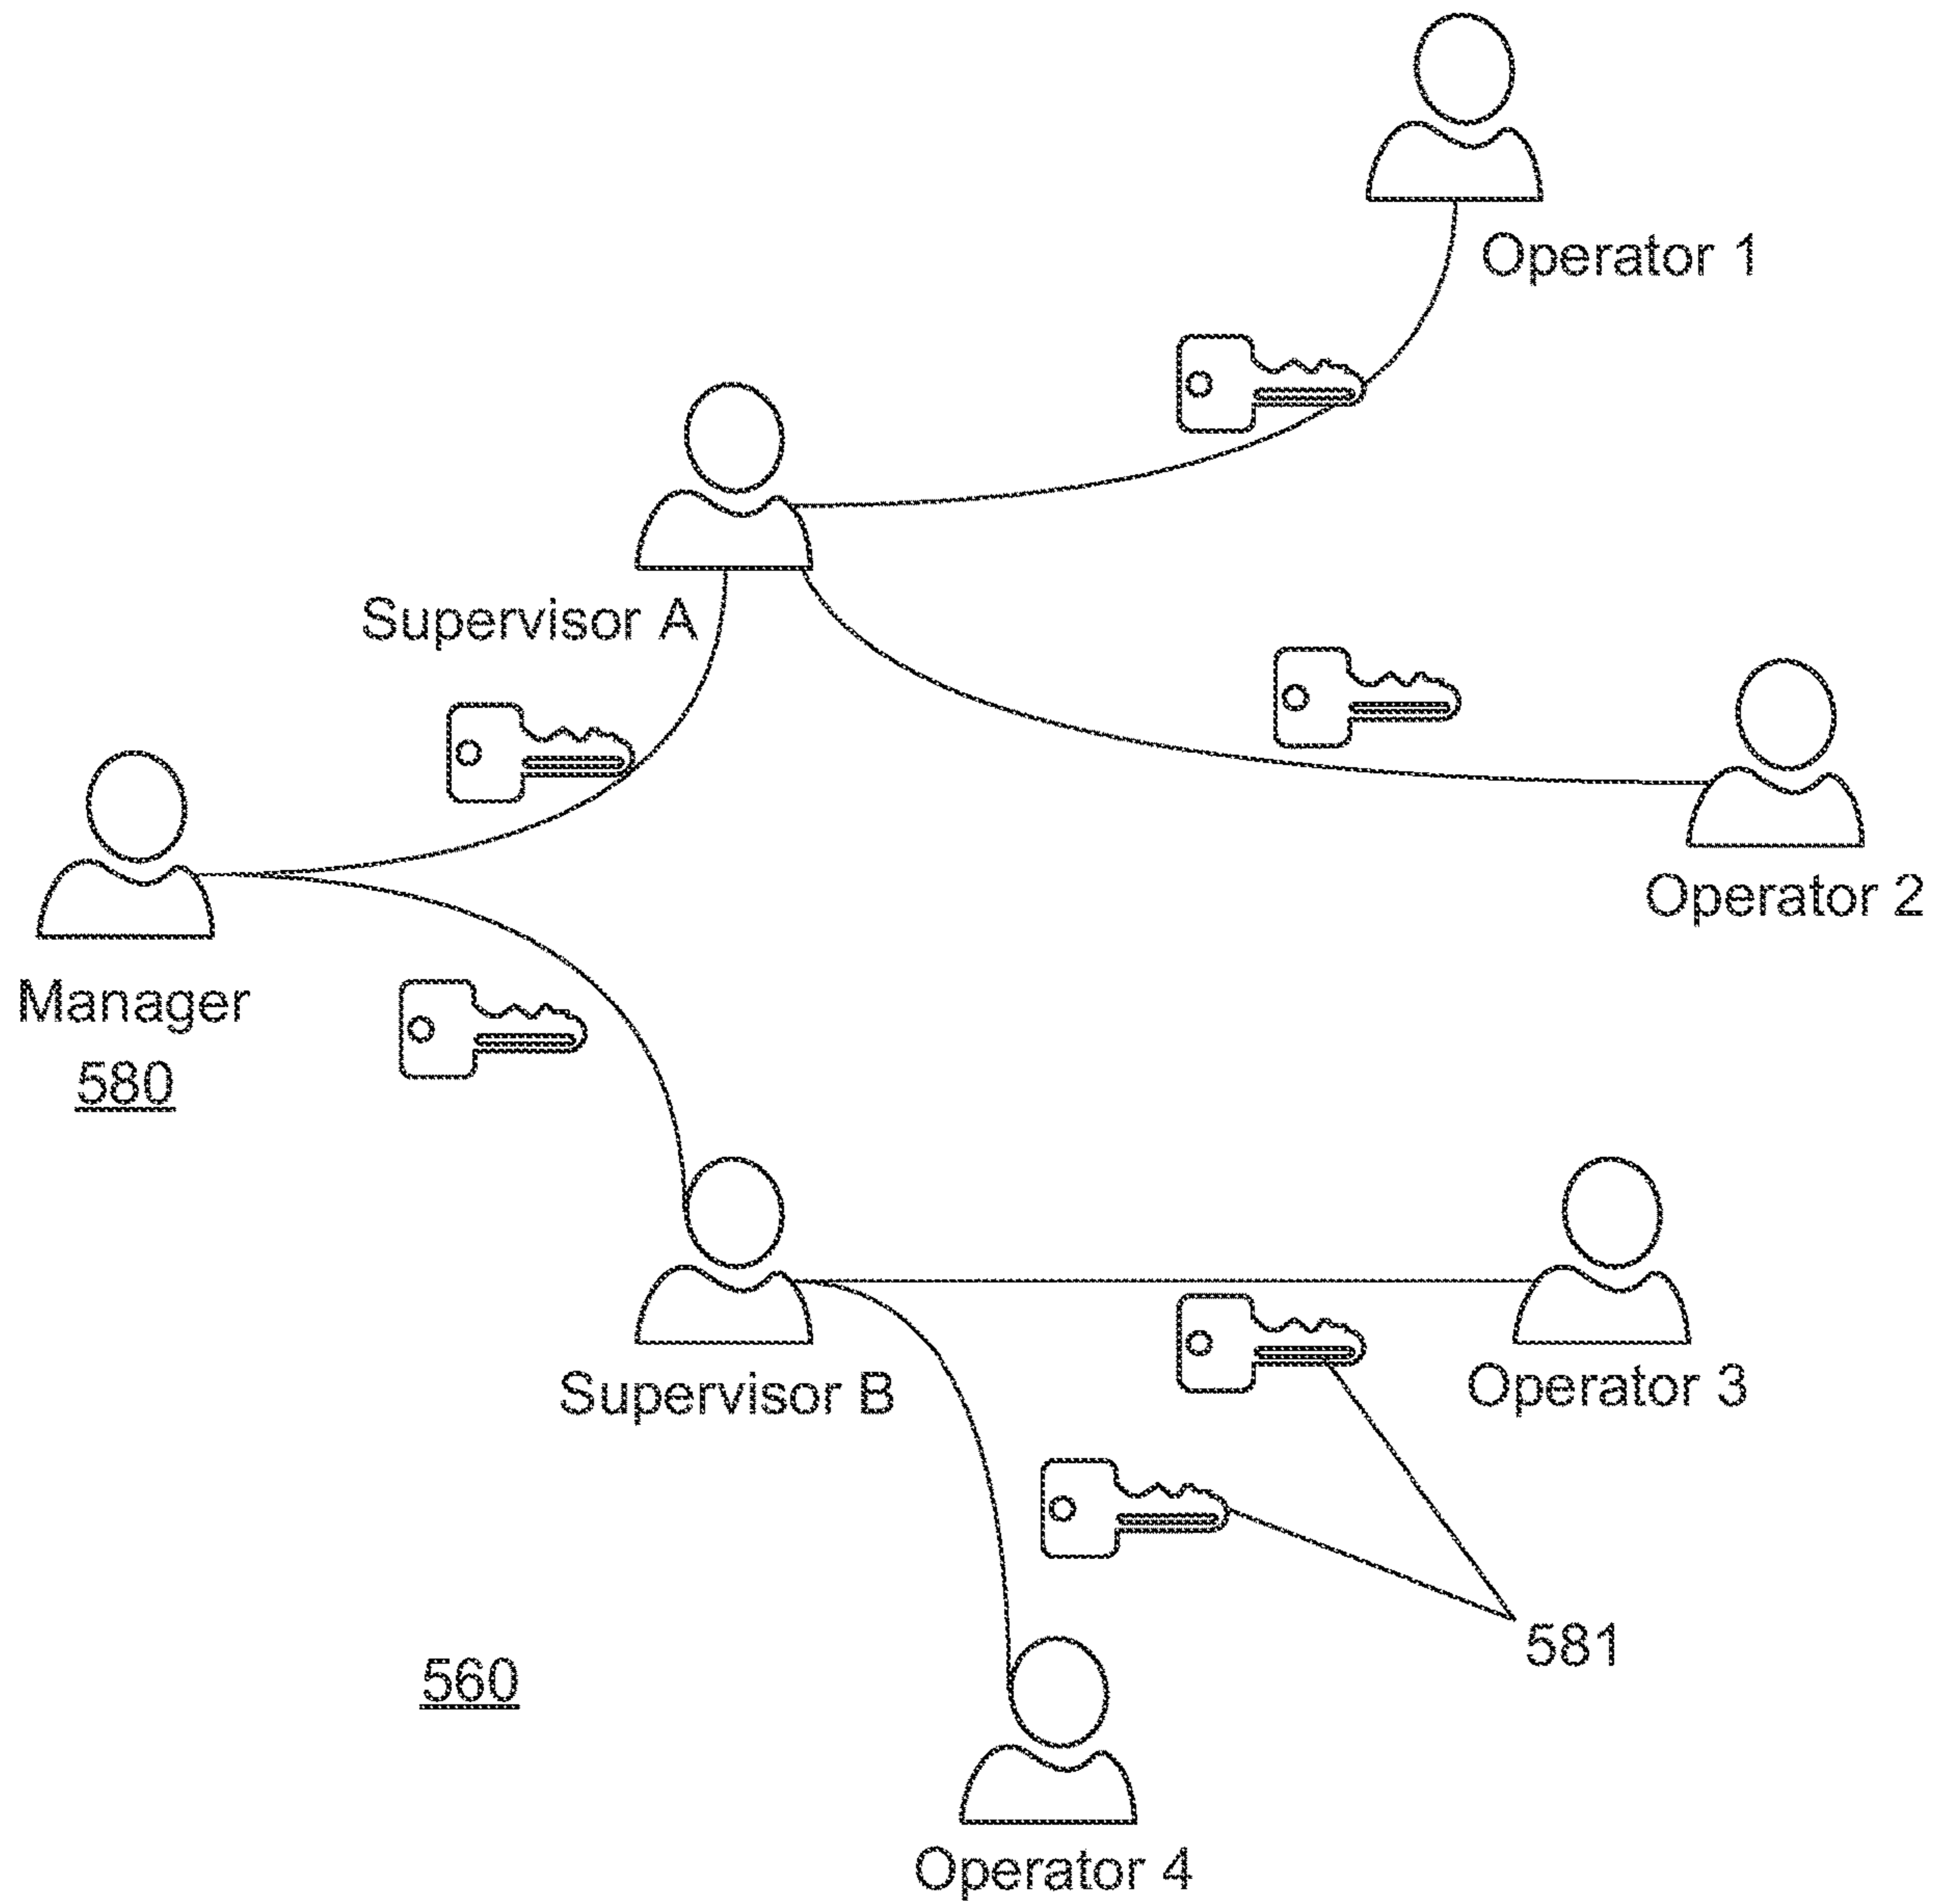 Operator 1
Supervisor A
Operator 2
Manager
580
Supervisor B
Operator 3
581
560
Operator 4